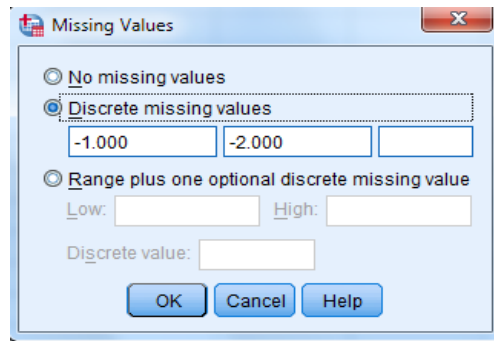 Missing Values
No missing values
Discrete missing values
-1.000 -2.000
Range plus one optional discrete missing value
Low: High:
Discrete value:
OK Cancel Help